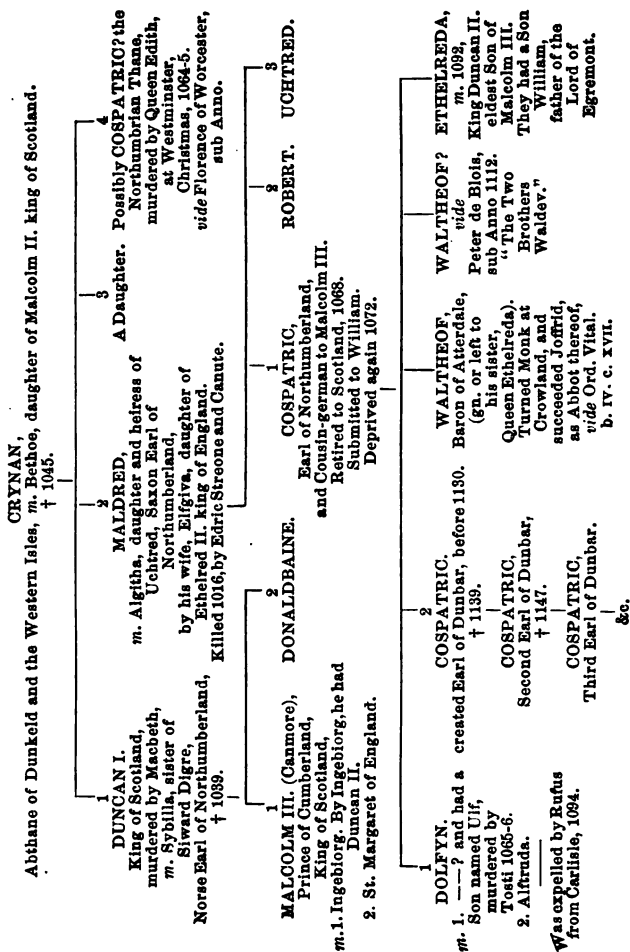 CRYNAN,
Abthane of Dunkeld and the Western Isles, m. Bethoc, daughter of Malcolm II. king of Scotland.
† 1045.
1
DUNCAN I.
King of Scotland,
murdered by Macbeth,
m. Sybilla, sister of
Siward Digre,
Norse Earl of Northumberland,
† 1039.
2
MALDRED,
m. Algitha, daughter and heiress of
Uchtred, Saxon Earl of
Northumberland,
by his wife, Elfgiva, daughter of
Ethelred II. king of England.
Killed 1016, by Edric Streone and Canute.
3
A Daughter.
4
Possibly COSPATRIC? the
Northumbrian Thane,
murdered by Queen Edith,
at Westminster,
Christmas, 1064-5.
vide Florence of Worcester,
sub Anno.
1
MALCOLM III. (Canmore),
Prince of Cumberland,
King of Scotland,
m. 1. Ingebiorg. By Ingebiorg, he had
Duncan II.
2. St. Margaret of England.
2
DONALDBAINE.
1
COSPATRIC,
Earl of Northumberland,
and Cousin-german to Malcolm III.
Retired to Scotland, 1068.
Submitted to William.
Deprived again 1072.
2
ROBERT.
3
UCHTRED.
1
DOLFYN.
m. 1. —— ? and had a
Son named Ulf,
murdered by
Tosti 1065-6.
2. Alftruda.
Was expelled by Rufus
from Carlisle, 1094.
2
COSPATRIC,
created Earl of Dunbar, before 1130.
† 1139.
COSPATRIC,
Second Earl of Dunbar,
† 1147.
COSPATRIC,
Third Earl of Dunbar.
&c.
WALTHEOF,
Baron of Atterdale,
(gn. or left to
his sister,
Queen Ethelreda).
Turned Monk at
Crowland, and
succeeded Joffrid,
as Abbot thereof,
vide Ord. Vital.
b. IV. c. XVII.
WALTHEOF?
vide
Peter de Blois,
sub Anno 1112.
"The Two
Brothers
Waldev."
ETHELREDA,
m. 1092,
King Duncan II.
eldest Son of
Malcolm III.
They had a Son
William,
father of the
Lord of
Egremont.